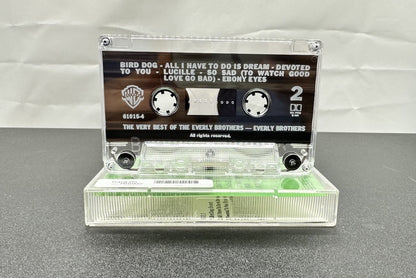 BIRD DOG - ALL I HAVE TO DO IS DREAM - DEVOTED
TO YOU - LUCILLE - SO SAD (TO WATCH GOOD
LOVE GO BAD) - EBONY EYES
2
61015-4
THE VERY BEST OF THE EVERLY BROTHERS — EVERLY BROTHERS
All rights reserved.